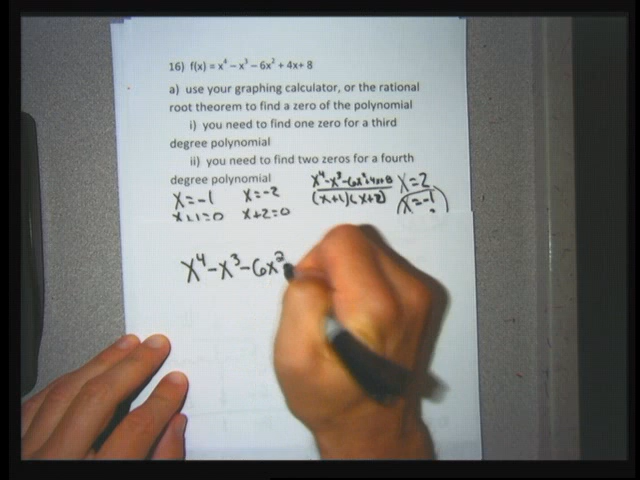 16) f(x) = x⁴ – x³ – 6x² + 4x+ 8
a) use your graphing calculator, or the rational
root theorem to find a zero of the polynomial
i) you need to find one zero for a third
degree polynomial
ii) you need to find two zeros for a fourth
degree polynomial
x=-1 x=-2
x+1=0 x+2=0
x⁴-x³-6x²+4x+8
(x+1)(x+2)
x=2
x=-1
x⁴-x³-6x²